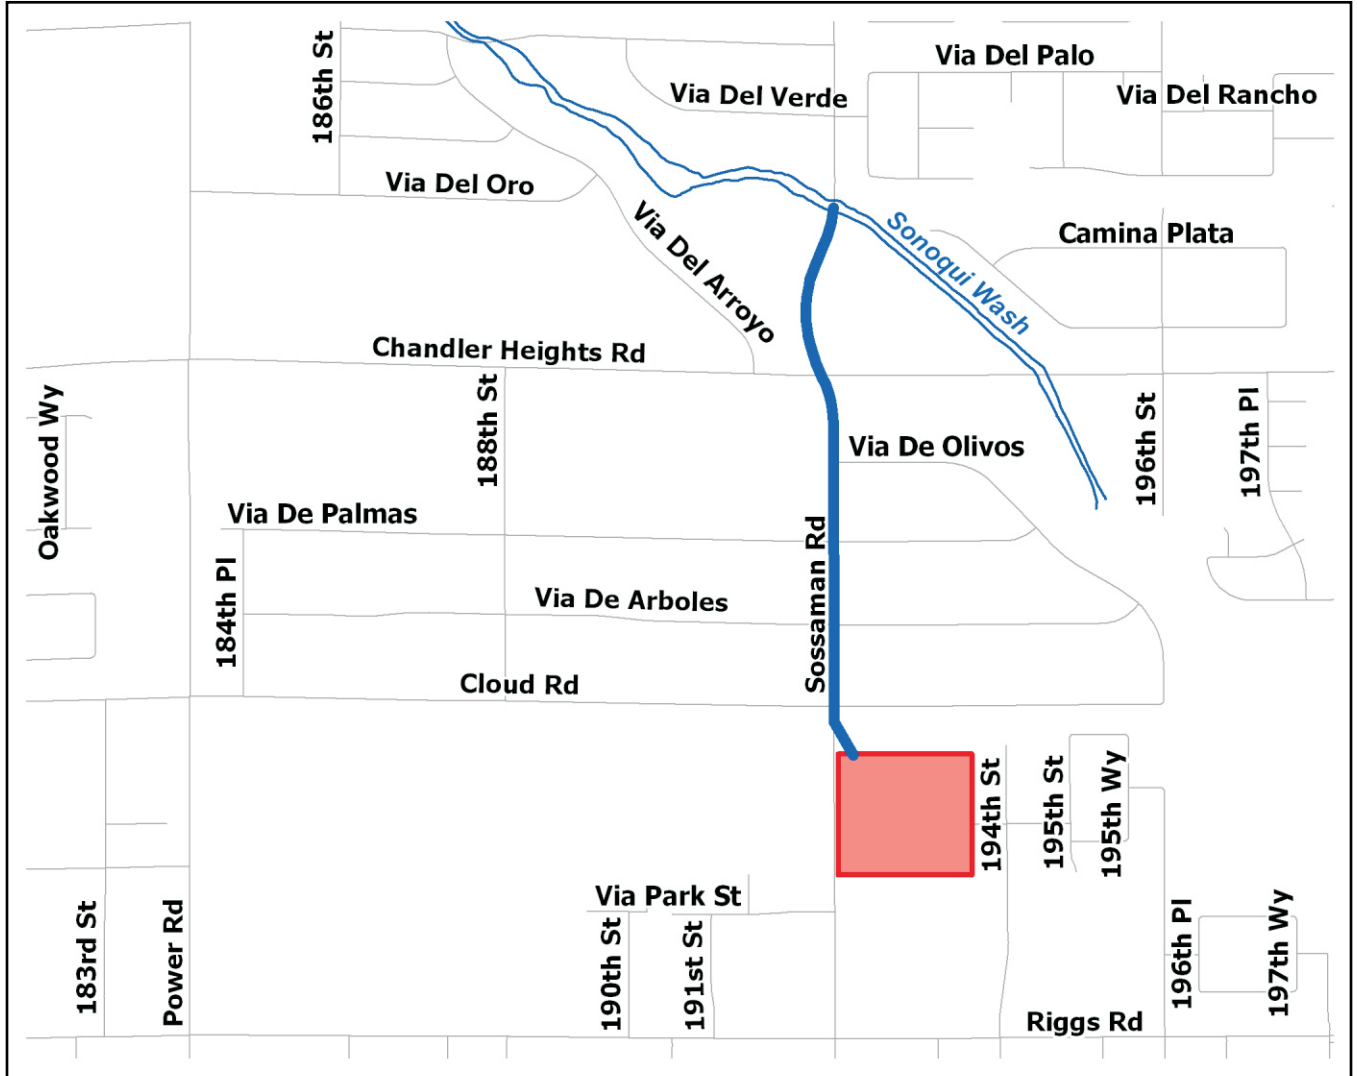 186th St
Via Del Palo
Via Del Verde
Via Del Rancho
Via Del Oro
Via Del Arroyo
Sonoqui Wash
Camina Plata
Chandler Heights Rd
Oakwood Wy
188th St
196th St
197th Pl
Via De Olivos
Via De Palmas
184th Pl
Via De Arboles
Sossaman Rd
Cloud Rd
194th St
195th St
195th Wy
Via Park St
183rd St
Power Rd
190th St
191st St
196th Pl
197th Wy
Riggs Rd